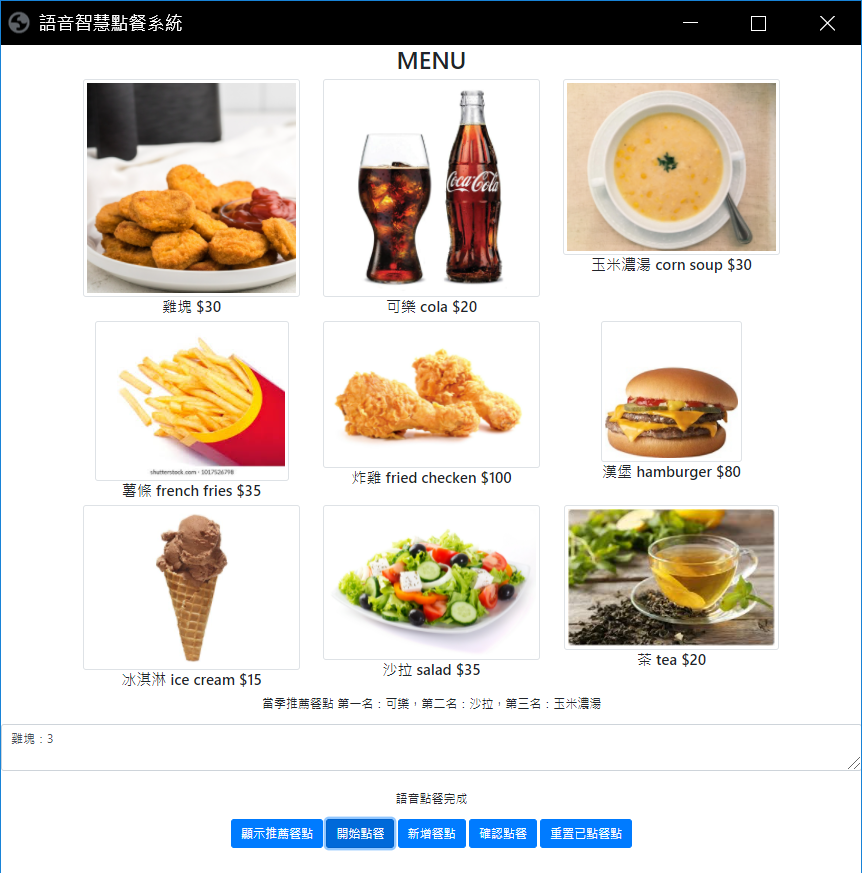 語音智慧點餐系統
MENU
Coca-Cola
雞塊 $30
可樂 cola $20
玉米濃湯 corn soup $30
shutterstock.com · 1017526798
薯條 french fries $35
炸雞 fried checken $100
漢堡 hamburger $80
冰淇淋 ice cream $15
沙拉 salad $35
茶 tea $20
當季推薦餐點 第一名：可樂，第二名：沙拉，第三名：玉米濃湯
雞塊：3
語音點餐完成
顯示推薦餐點 開始點餐 新增餐點 確認點餐 重置已點餐點